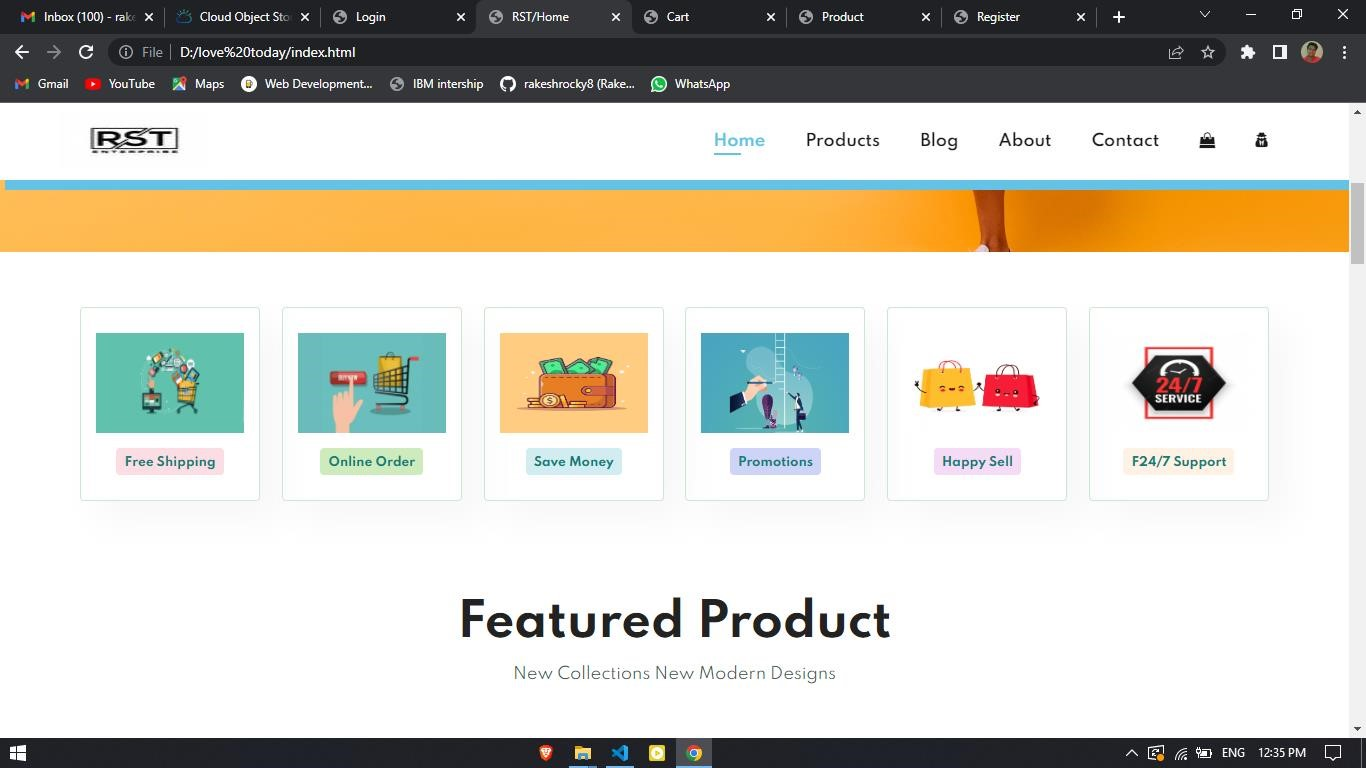 Inbox (100) - rake
Cloud Object Sto
Login
RST/Home
Cart
Product
Register
File
D:/love%20today/index.html
Gmail
YouTube
Maps
Web Development...
IBM intership
rakeshrocky8 (Rake...
WhatsApp
RST
ENTERPRISE
Home
Products
Blog
About
Contact
Free Shipping
Online Order
Save Money
Promotions
Happy Sell
24/7
SERVICE
F24/7 Support
Featured Product
New Collections New Modern Designs
ENG
12:35 PM